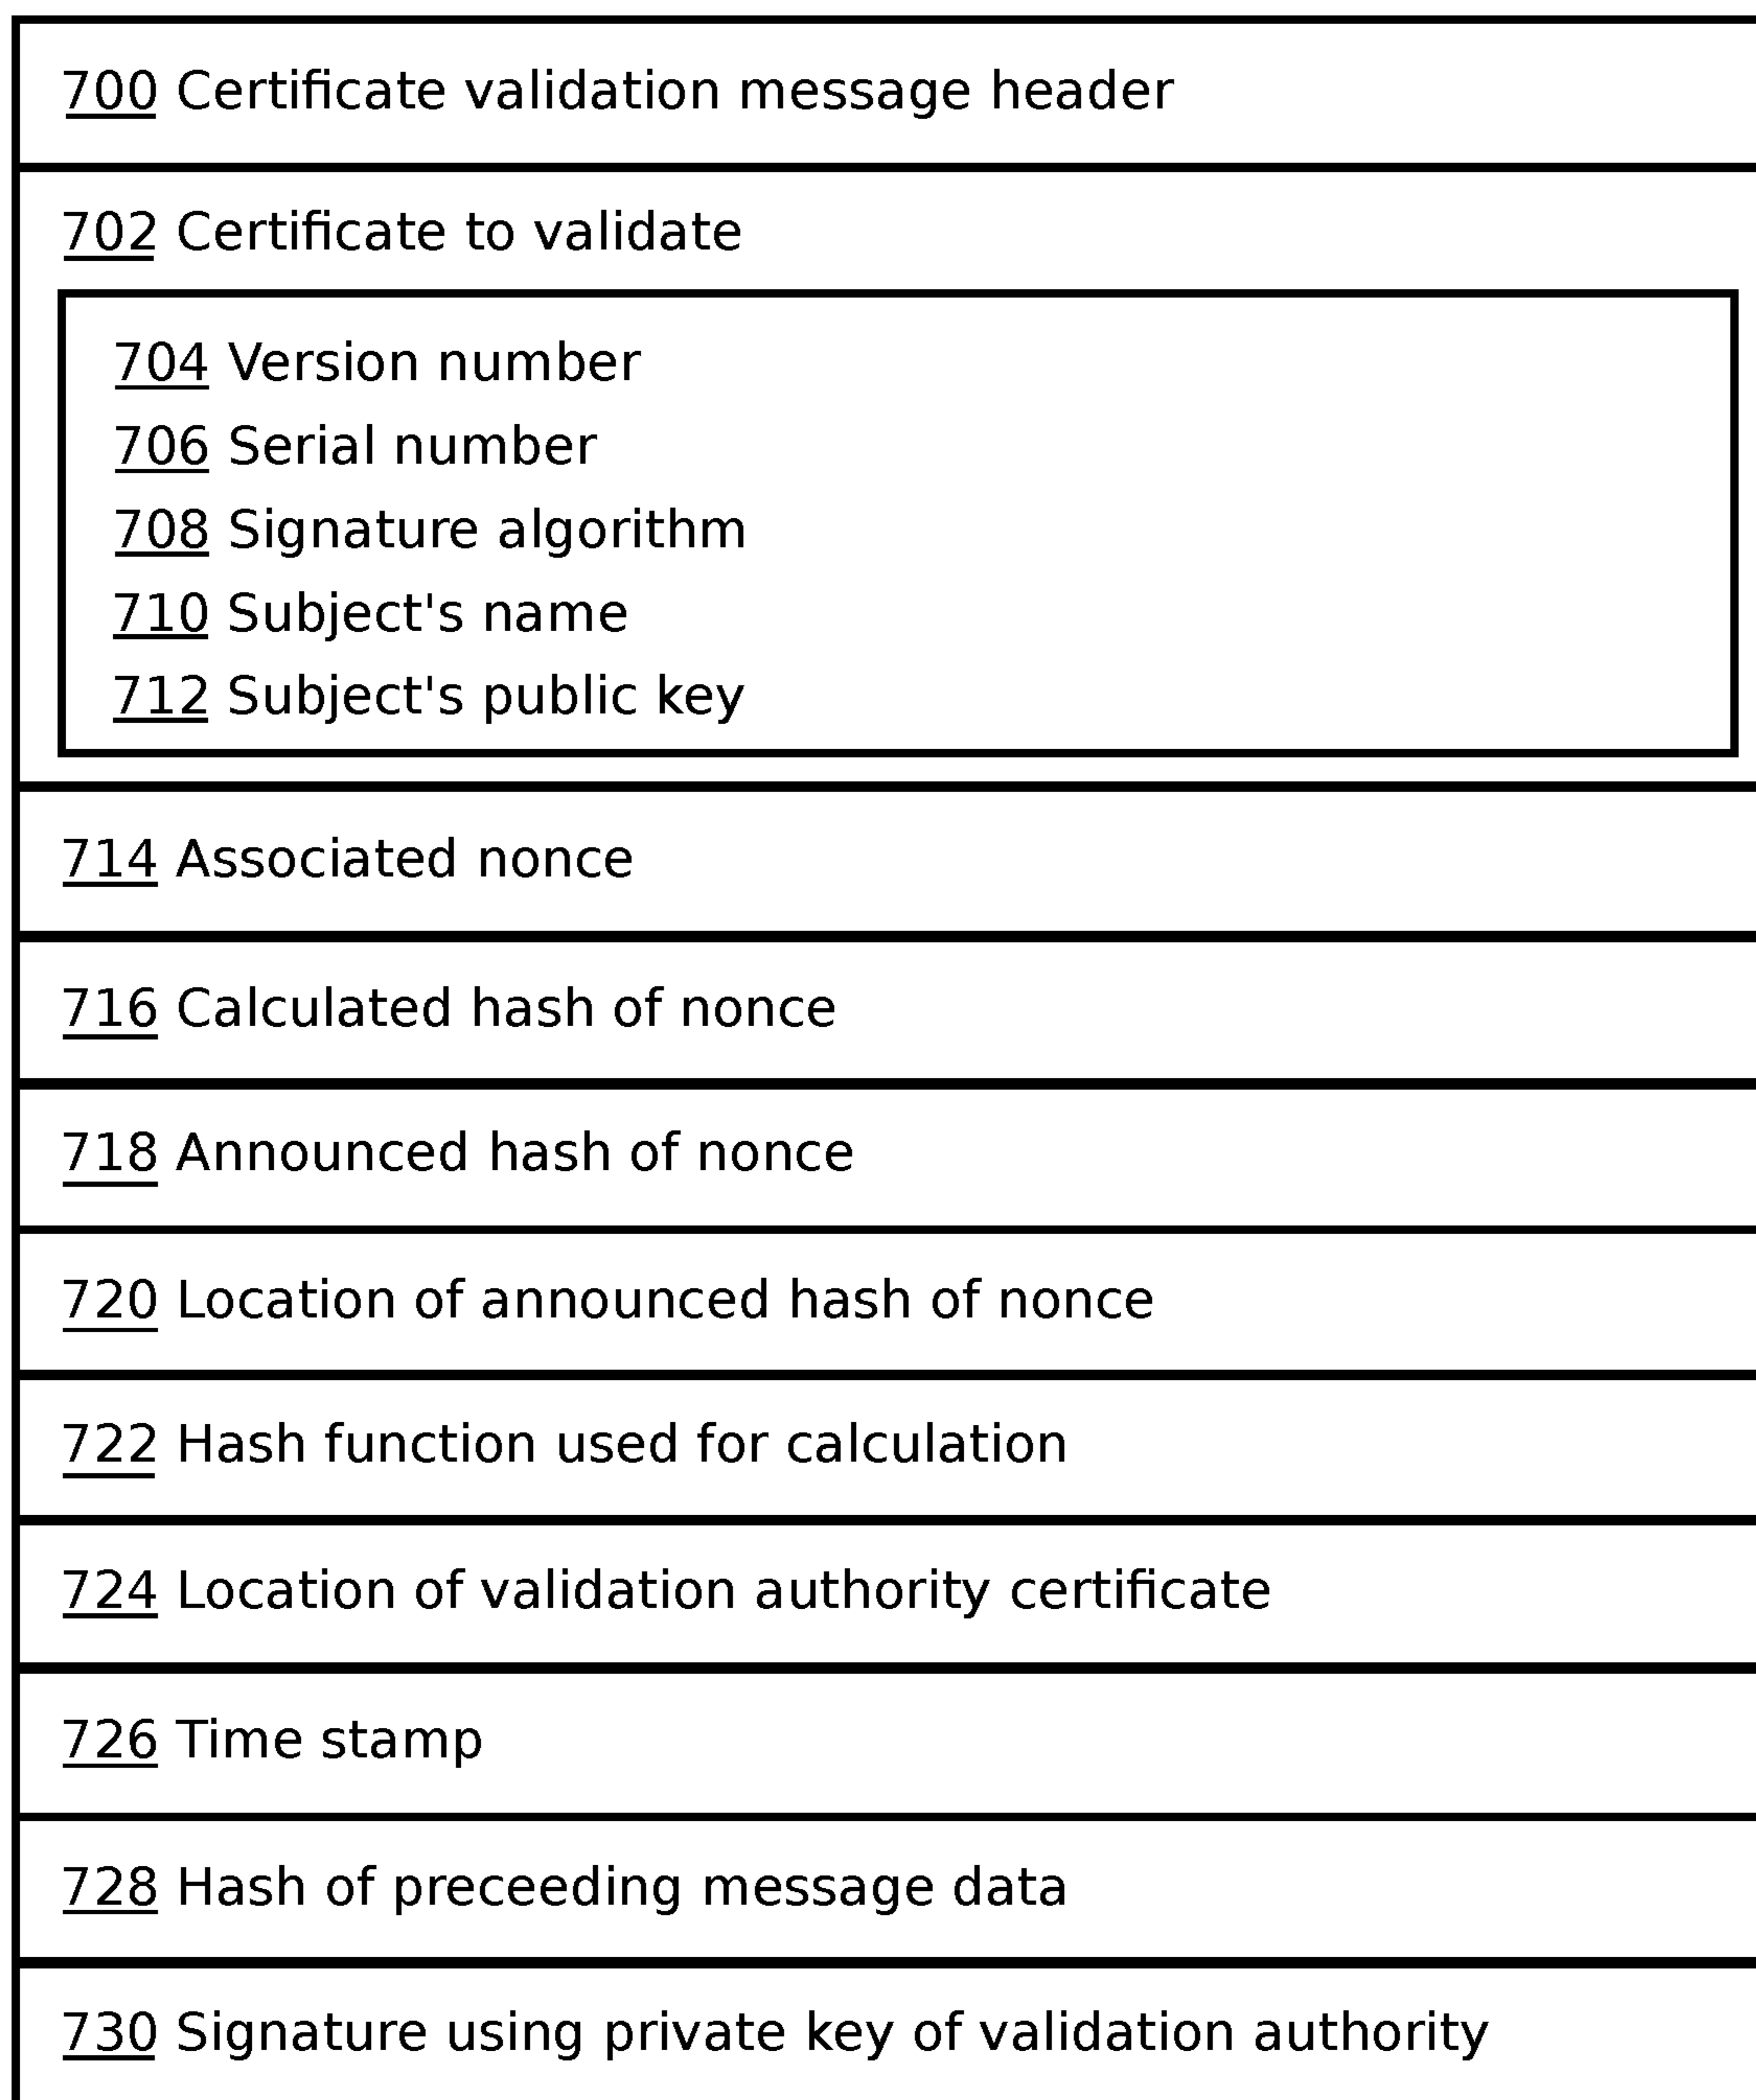 700 Certificate validation message header
702 Certificate to validate
704 Version number
706 Serial number
708 Signature algorithm
710 Subject's name
712 Subject's public key
714 Associated nonce
716 Calculated hash of nonce
718 Announced hash of nonce
720 Location of announced hash of nonce
722 Hash function used for calculation
724 Location of validation authority certificate
726 Time stamp
728 Hash of preceeding message data
730 Signature using private key of validation authority